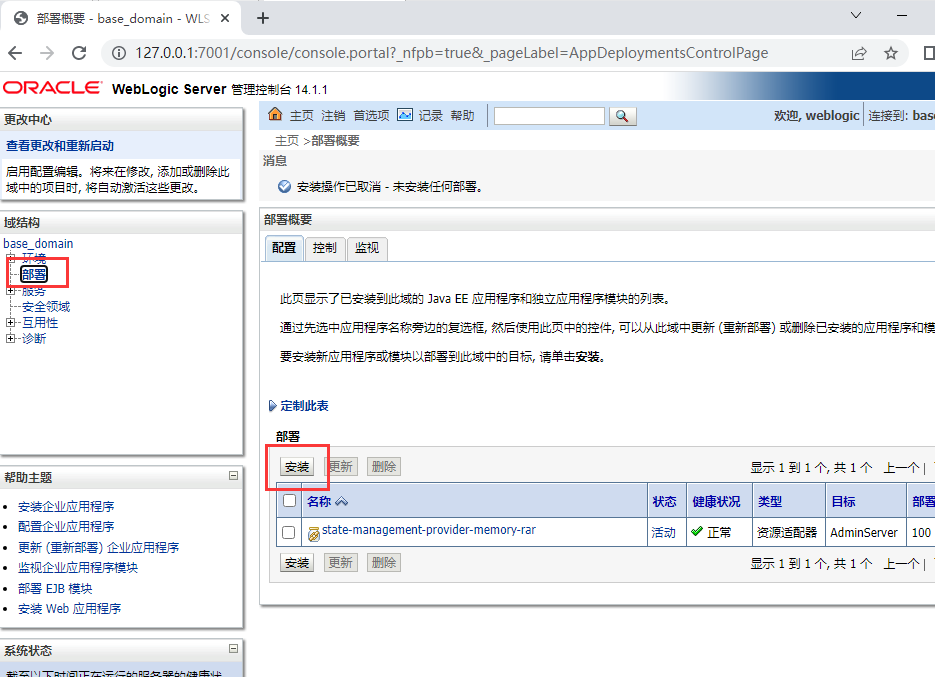 部署概要 - base_domain - WLS
127.0.0.1:7001/console/console.portal?_nfpb=true&_pageLabel=AppDeploymentsControlPage
ORACLE WebLogic Server 管理控制台 14.1.1
更改中心
查看更改和重新启动
启用配置编辑。将来在修改, 添加或删除此
域中的项目时, 将自动激活这些更改。
域结构
base_domain
环境
部署
服务
安全领域
互用性
诊断
帮助主题
安装企业应用程序
配置企业应用程序
更新 (重新部署) 企业应用程序
监视企业应用程序模块
部署 EJB 模块
安装 Web 应用程序
系统状态
截至以下时间正在运行的服务器的健康状
主页 注销 首选项 记录 帮助
欢迎, weblogic 连接到: base
主页 >部署概要
消息
安装操作已取消 - 未安装任何部署。
部署概要
配置 控制 监视
此页显示了已安装到此域的 Java EE 应用程序和独立应用程序模块的列表。
通过先选中应用程序名称旁边的复选框, 然后使用此页中的控件, 可以从此域中更新 (重新部署) 或删除已安装的应用程序和模
要安装新应用程序或模块以部署到此域中的目标, 请单击安装。
定制此表
部署
安装 更新 删除 显示 1 到 1 个, 共 1 个 上一个 |
名称 状态 健康状况 类型 目标 部署
state-management-provider-memory-rar 活动 正常 资源适配器 AdminServer 100
安装 更新 删除 显示 1 到 1 个, 共 1 个 上一个 |